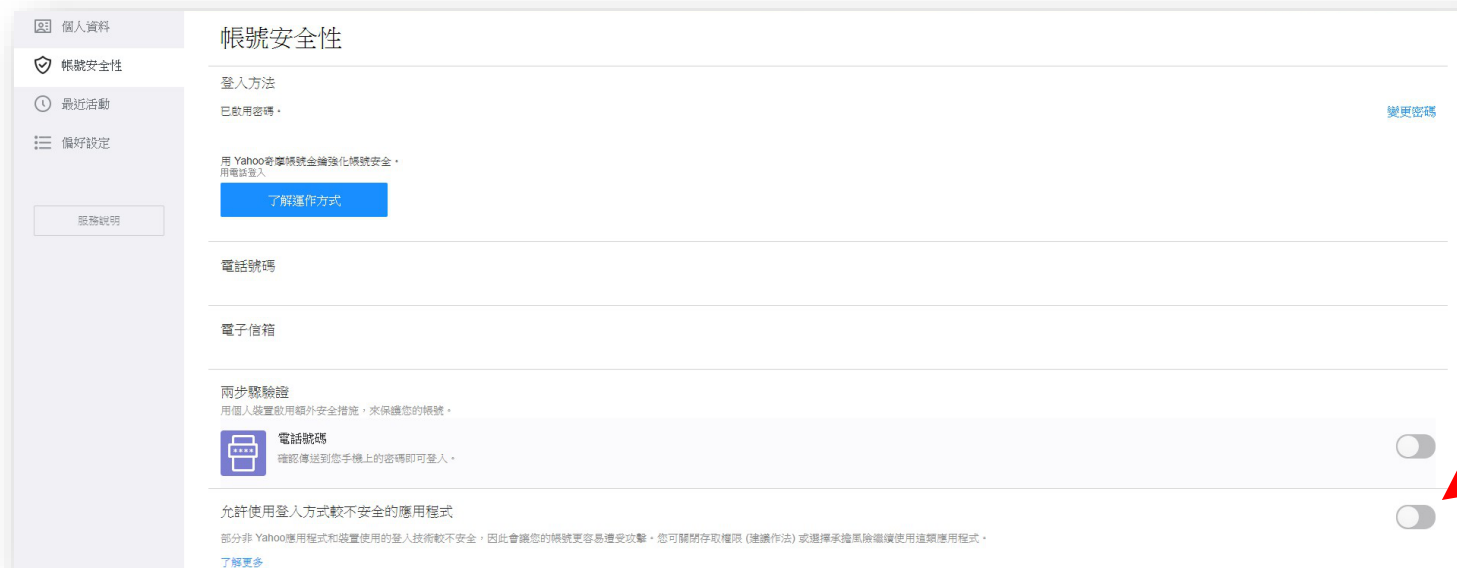 個人資料
帳號安全性
最近活動
偏好設定
服務說明
帳號安全性
登入方法
已啟用密碼。
變更密碼
用 Yahoo奇摩帳號金鑰強化帳號安全。
用電話登入
了解運作方式
電話號碼
電子信箱
兩步驟驗證
用個人裝置啟用額外安全措施，來保護您的帳號。
電話號碼
確認傳送到您手機上的密碼即可登入。
允許使用登入方式較不安全的應用程式
部分非 Yahoo應用程式和裝置使用的登入技術較不安全，因此會讓您的帳號更容易遭受攻擊。您可關閉存取權限 (建議作法) 或選擇承擔風險繼續使用這類應用程式。
了解更多